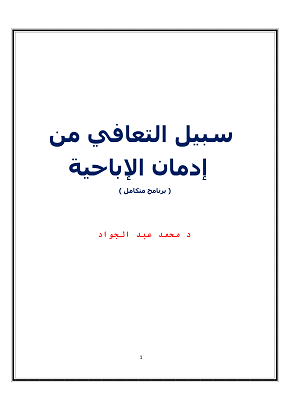 سبيل التعافي من
إدمان الإباحية
( برنامج متكامل )
د محمد عبد الجواد
1